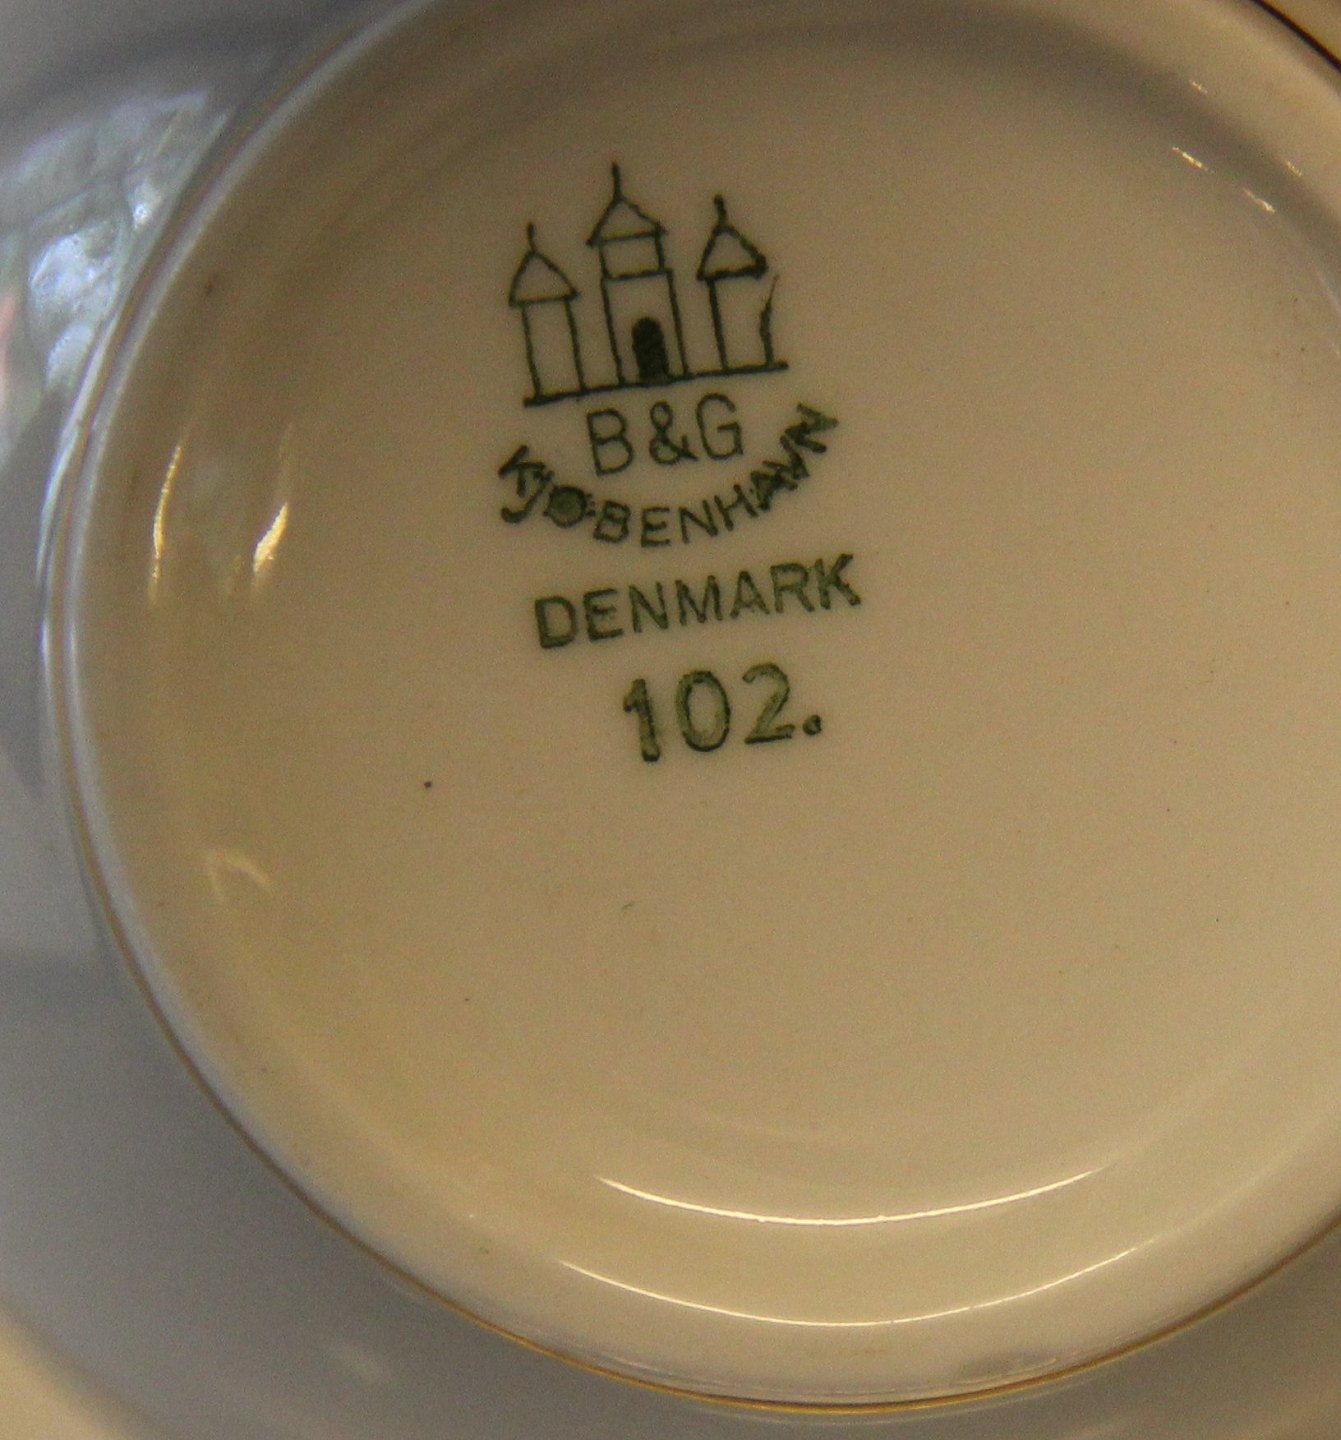 B&G
KJØBENHAVN
DENMARK
102.